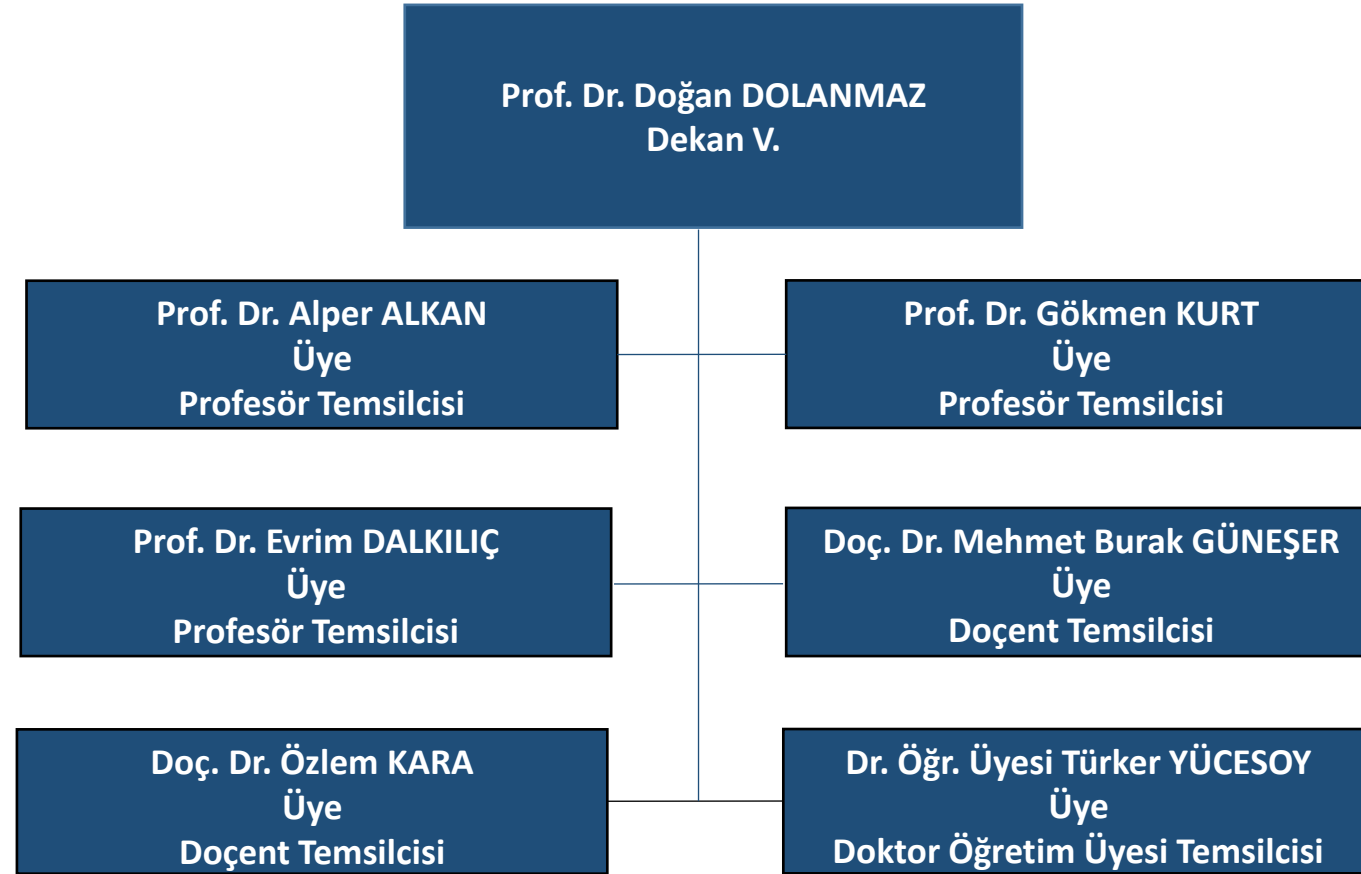 Prof. Dr. Doğan DOLANMAZ
Dekan V.
Prof. Dr. Alper ALKAN
Üye
Profesör Temsilcisi
Prof. Dr. Gökmen KURT
Üye
Profesör Temsilcisi
Prof. Dr. Evrim DALKILIÇ
Üye
Profesör Temsilcisi
Doç. Dr. Mehmet Burak GÜNEŞER
Üye
Doçent Temsilcisi
Doç. Dr. Özlem KARA
Üye
Doçent Temsilcisi
Dr. Öğr. Üyesi Türker YÜCESOY
Üye
Doktor Öğretim Üyesi Temsilcisi